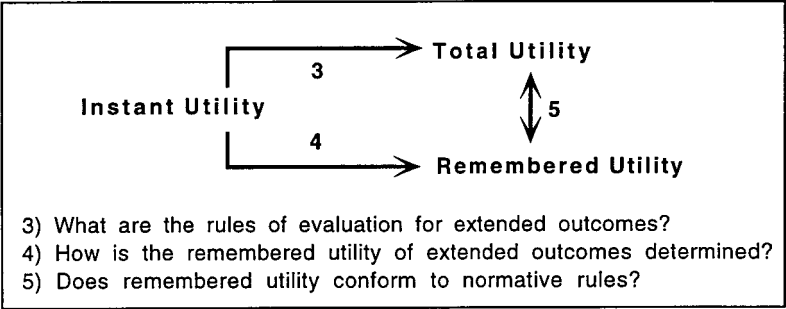 Total Utility
3
Instant Utility
5
4
Remembered Utility
3) What are the rules of evaluation for extended outcomes?
4) How is the remembered utility of extended outcomes determined?
5) Does remembered utility conform to normative rules?